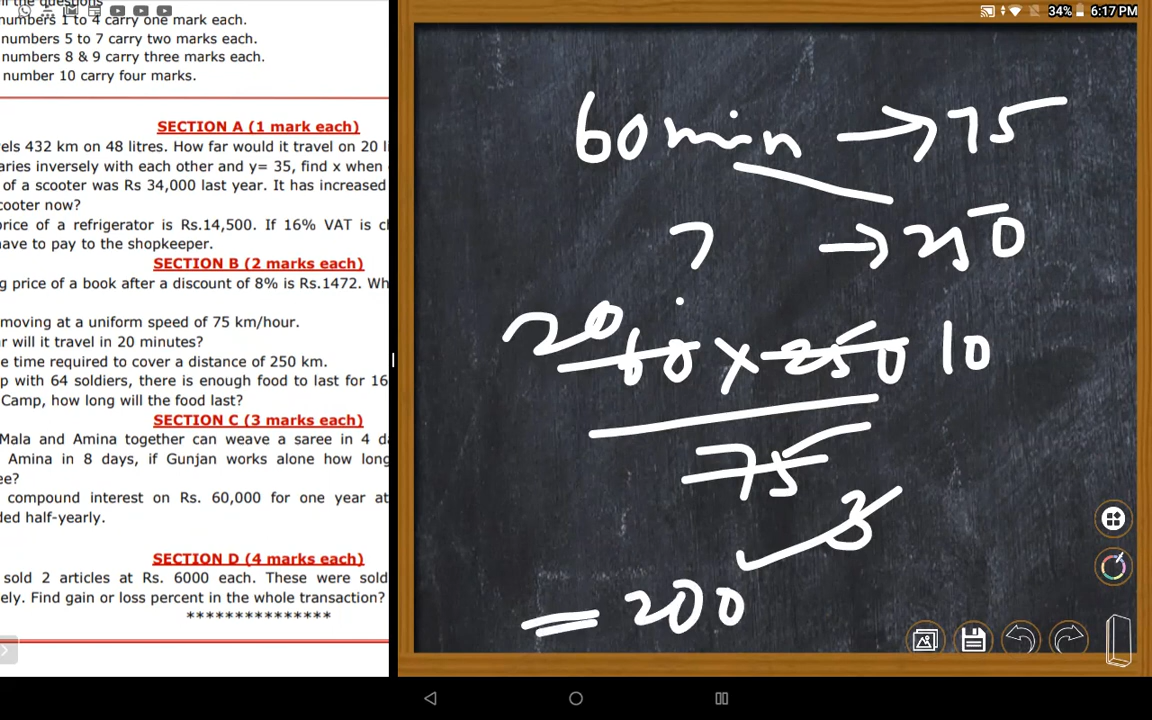 numbers 1 to 4 carry one mark each.
numbers 5 to 7 carry two marks each.
numbers 8 & 9 carry three marks each.
number 10 carry four marks.
SECTION A (1 mark each)
els 432 km on 48 litres. How far would it travel on 20 l
aries inversely with each other and y= 35, find x when
of a scooter was Rs 34,000 last year. It has increased
cooter now?
price of a refrigerator is Rs.14,500. If 16% VAT is c
have to pay to the shopkeeper.
SECTION B (2 marks each)
g price of a book after a discount of 8% is Rs.1472. Wh
moving at a uniform speed of 75 km/hour.
r will it travel in 20 minutes?
e time required to cover a distance of 250 km.
p with 64 soldiers, there is enough food to last for 16
Camp, how long will the food last?
SECTION C (3 marks each)
Mala and Amina together can weave a saree in 4 d
Amina in 8 days, if Gunjan works alone how long
ee?
compound interest on Rs. 60,000 for one year at
ded half-yearly.
SECTION D (4 marks each)
sold 2 articles at Rs. 6000 each. These were sold
ely. Find gain or loss percent in the whole transaction?
***************
34% 6:17 PM
60 min → 75
? → 250
20 60 x 250 10
75
3
= 200